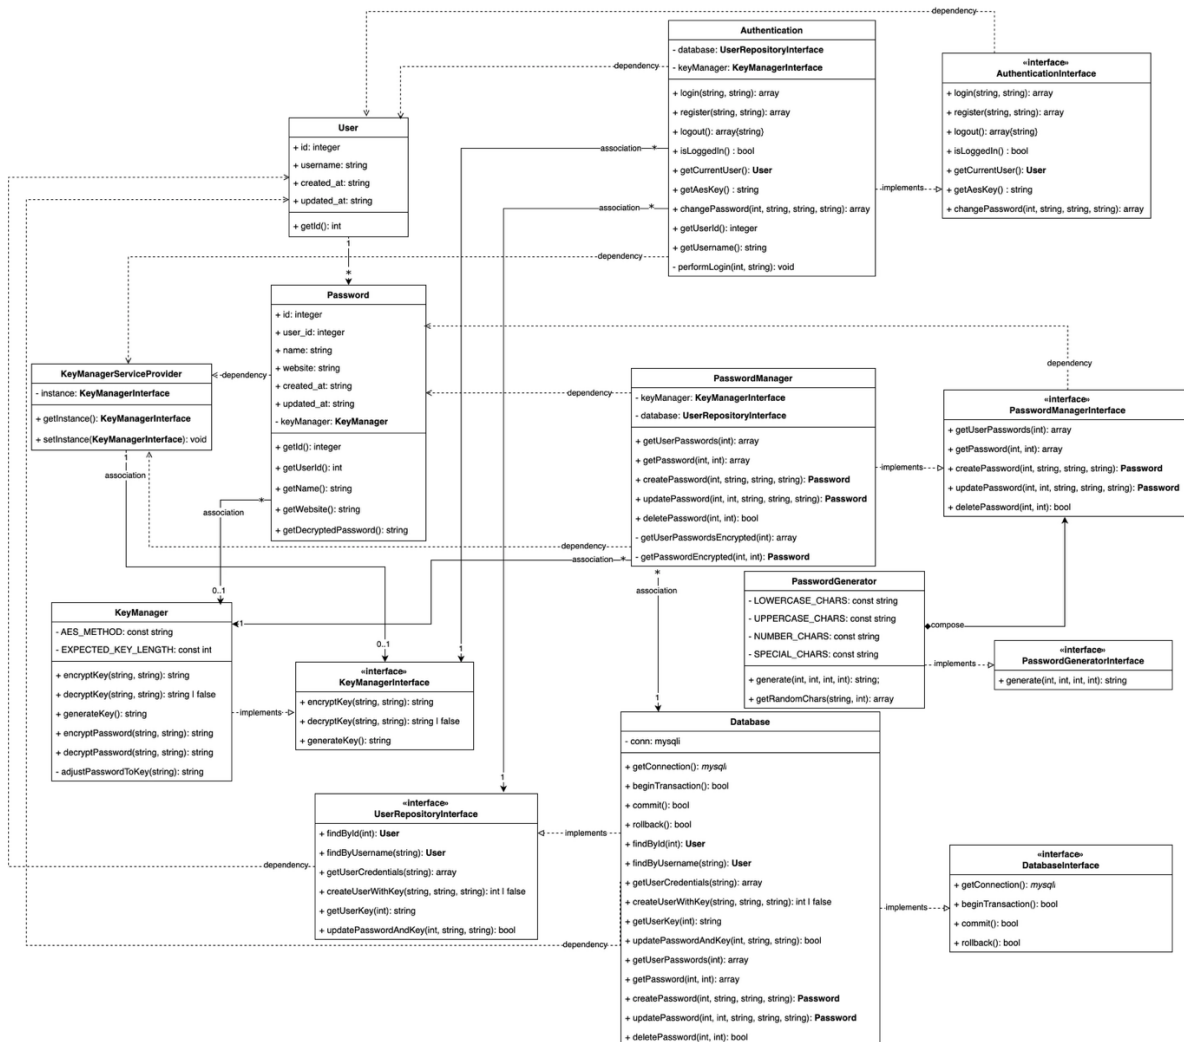 dependency
Authentication
- database: UserRepositoryInterface
- keyManager: KeyManagerInterface
+ login(string, string): array
+ register(string, string): array
+ logout(): array{string}
+ isLoggedIn() : bool
+ getCurrentUser(): User
+ getAesKey() : string
+ changePassword(int, string, string, string): array
+ getUserId(): integer
+ getUsername(): string
- performLogin(int, string): void
dependency
association
*
association
*
dependency
implements
«interface»
AuthenticationInterface
+ login(string, string): array
+ register(string, string): array
+ logout(): array{string}
+ isLoggedIn() : bool
+ getCurrentUser(): User
+ getAesKey() : string
+ changePassword(int, string, string, string): array
User
+ id: integer
+ username: string
+ created_at: string
+ updated_at: string
+ getId(): int
1
*
Password
+ id: integer
+ user_id: integer
+ name: string
+ website: string
+ created_at: string
+ updated_at: string
- keyManager: KeyManager
+ getId(): integer
+ getUserId(): int
+ getName(): string
+ getWebsite(): string
+ getDecryptedPassword(): string
dependency
KeyManagerServiceProvider
- instance: KeyManagerInterface
+ getInstance(): KeyManagerInterface
+ setInstance(KeyManagerInterface): void
1
association
*
association
dependency
dependency
PasswordManager
- keyManager: KeyManagerInterface
- database: UserRepositoryInterface
+ getUserPasswords(int): array
+ getPassword(int, int): array
+ createPassword(int, string, string, string): Password
+ updatePassword(int, int, string, string, string): Password
+ deletePassword(int, int): bool
- getUserPasswordsEncrypted(int): array
- getPasswordEncrypted(int, int): Password
implements
dependency
association
*
*
association
«interface»
PasswordManagerInterface
+ getUserPasswords(int): array
+ getPassword(int, int): array
+ createPassword(int, string, string, string): Password
+ updatePassword(int, int, string, string, string): Password
+ deletePassword(int, int): bool
PasswordGenerator
- LOWERCASE_CHARS: const string
- UPPERCASE_CHARS: const string
- NUMBER_CHARS: const string
- SPECIAL_CHARS: const string
+ generate(int, int, int, int): string;
+ getRandomChars(string, int): array
compose
implements
«interface»
PasswordGeneratorInterface
+ generate(int, int, int, int): string
0..1
1
KeyManager
- AES_METHOD: const string
- EXPECTED_KEY_LENGTH: const int
+ encryptKey(string, string): string
+ decryptKey(string, string): string | false
+ generateKey(): string
+ encryptPassword(string, string): string
+ decryptPassword(string, string): string
- adjustPasswordToKey(string): string
implements
0..1
1
«interface»
KeyManagerInterface
+ encryptKey(string, string): string
+ decryptKey(string, string): string | false
+ generateKey(): string
1
«interface»
UserRepositoryInterface
+ findById(int): User
+ findByUsername(string): User
+ getUserCredentials(string): array
+ createUserWithKey(string, string, string): int | false
+ getUserKey(int): string
+ updatePasswordAndKey(int, string, string): bool
dependency
implements
dependency
1
Database
- conn: mysqli
+ getConnection(): mysqli
+ beginTransaction(): bool
+ commit(): bool
+ rollback(): bool
+ findById(int): User
+ findByUsername(string): User
+ getUserCredentials(string): array
+ createUserWithKey(string, string, string): int | false
+ getUserKey(int): string
+ updatePasswordAndKey(int, string, string): bool
+ getUserPasswords(int): array
+ getPassword(int, int): array
+ createPassword(int, string, string, string): Password
+ updatePassword(int, int, string, string, string): Password
+ deletePassword(int, int): bool
implements
«interface»
DatabaseInterface
+ getConnection(): mysqli
+ beginTransaction(): bool
+ commit(): bool
+ rollback(): bool